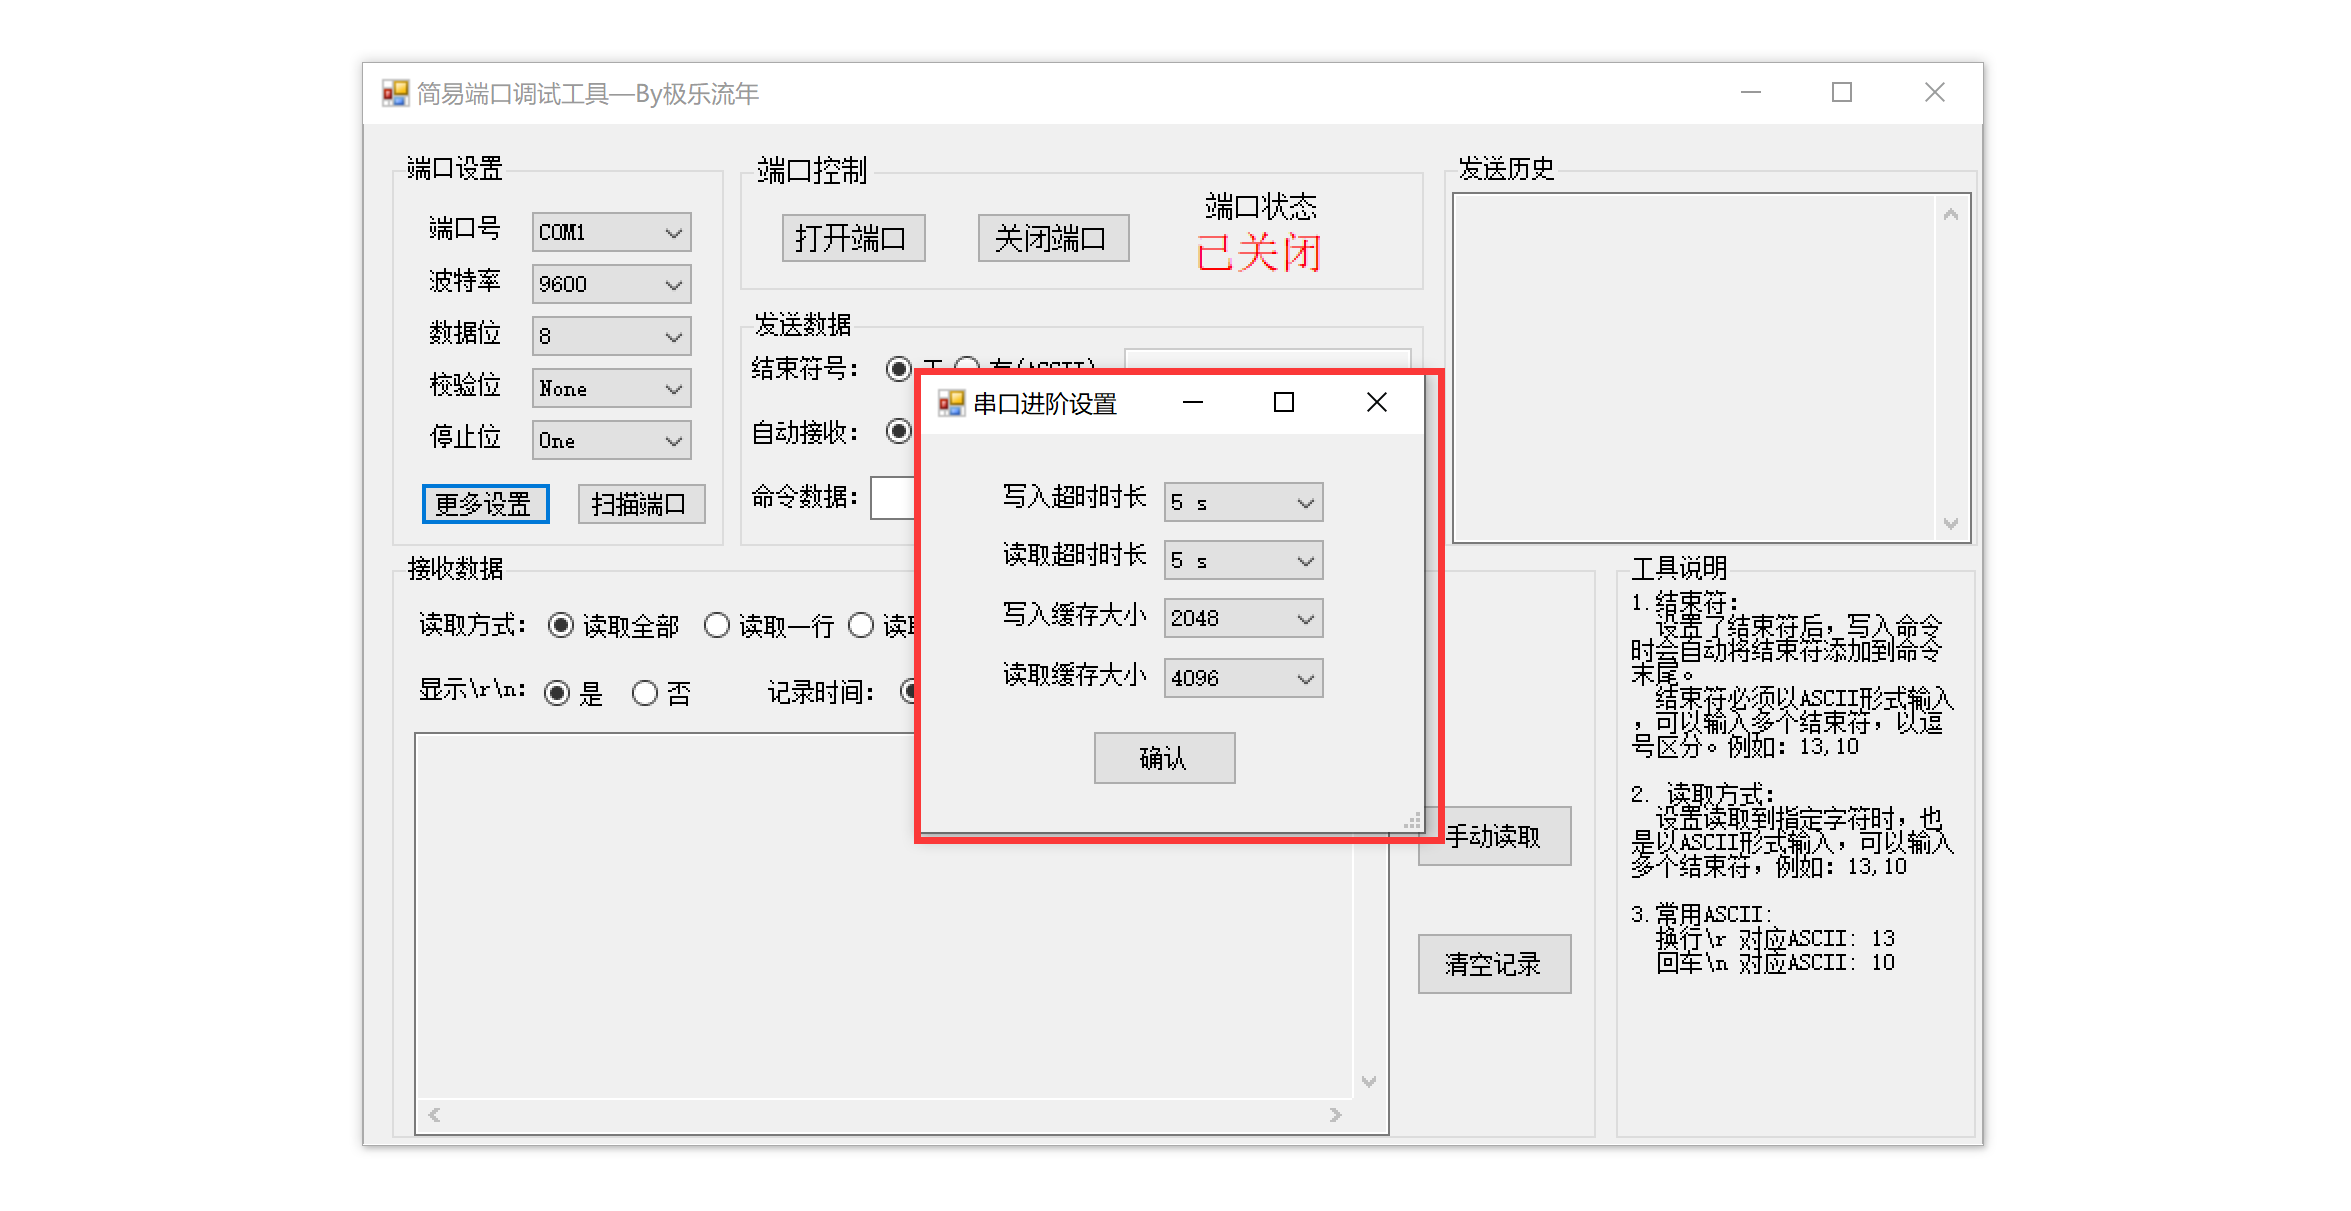 简易端口调试工具—By极乐流年
端口设置
端口号 COM1
波特率 9600
数据位 8
校验位 None
停止位 One
更多设置 扫描端口
端口控制
打开端口 关闭端口
端口状态
已关闭
发送数据
结束符号：
自动接收：
命令数据：
发送历史
串口进阶设置
写入超时时长 5 s
读取超时时长 5 s
写入缓存大小 2048
读取缓存大小 4096
确认
接收数据
读取方式： 读取全部 读取一行 读取
显示\r\n： 是 否 记录时间：
手动读取
清空记录
工具说明
1.结束符：
设置了结束符后，写入命令
时会自动将结束符添加到命令
末尾。
结束符必须以ASCII形式输入
，可以输入多个结束符，以逗
号区分。例如：13,10
2. 读取方式：
设置读取到指定字符时，也
是以ASCII形式输入，可以输入
多个结束符，例如：13,10
3.常用ASCII：
换行\r 对应ASCII: 13
回车\n 对应ASCII: 10